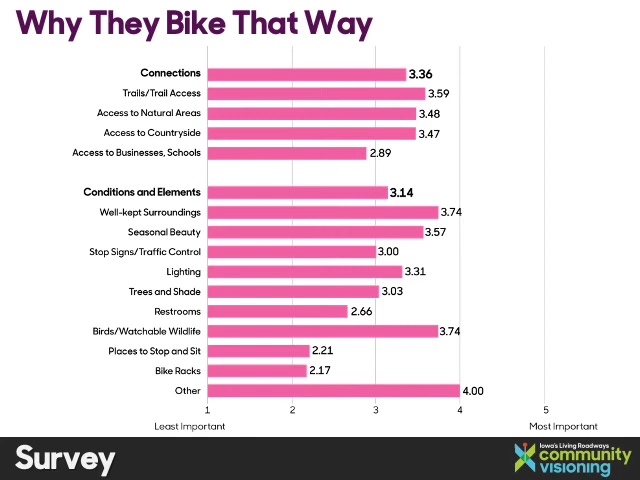 Why They Bike That Way
Connections 3.36
Trails/Trail Access 3.59
Access to Natural Areas 3.48
Access to Countryside 3.47
Access to Businesses, Schools 2.89
Conditions and Elements 3.14
Well-kept Surroundings 3.74
Seasonal Beauty 3.57
Stop Signs/Traffic Control 3.00
Lighting 3.31
Trees and Shade 3.03
Restrooms 2.66
Birds/Watchable Wildlife 3.74
Places to Stop and Sit 2.21
Bike Racks 2.17
Other 4.00
1 2 3 4 5
Least Important Most Important
Survey
Iowa's Living Roadways
community
visioning